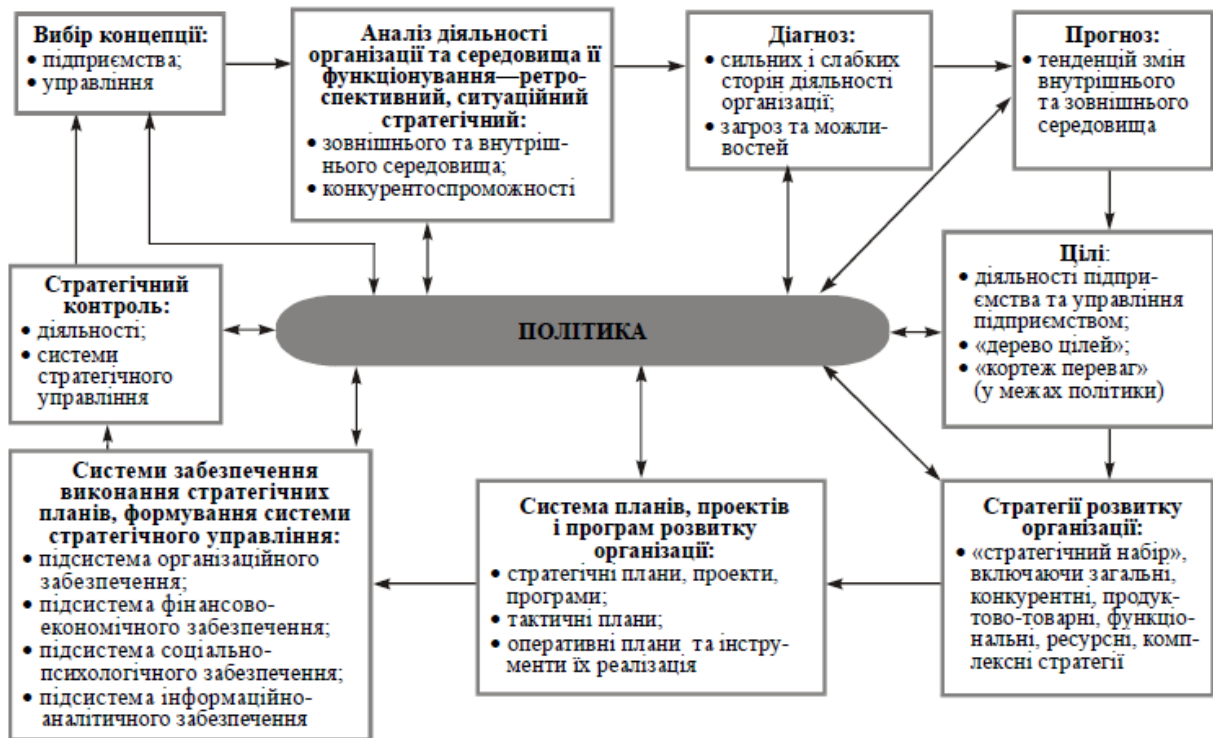 Вибір концепції:
• підприємства;
• управління
Аналіз діяльності
організації та середовища її
функціонування—ретро-
спективний, ситуаційний
стратегічний:
• зовнішнього та внутріш-
нього середовища;
• конкурентоспроможності
Діагноз:
• сильних і слабких
сторін діяльності
організації;
• загроз та можли-
востей
Прогноз:
• тенденцій змін
внутрішнього
та зовнішнього
середовища
Стратегічний
контроль:
• діяльності;
• системи
стратегічного
управління
ПОЛІТИКА
Цілі:
• діяльності підпри-
ємства та управління
підприємством;
• «дерево цілей»;
• «кортеж переваг»
(у межах політики)
Системи забезпечення
виконання стратегічних
планів, формування системи
стратегічного управління:
• підсистема організаційного
забезпечення;
• підсистема фінансово-
економічного забезпечення;
• підсистема соціально-
психологічного забезпечення;
• підсистема інформаційно-
аналітичного забезпечення
Система планів, проектів
і програм розвитку
організації:
• стратегічні плани, проекти,
програми;
• тактичні плани;
• оперативні плани та інстру-
менти їх реалізація
Стратегії розвитку
організації:
• «стратегічний набір»,
включаючи загальні,
конкурентні, продук-
тово-товарні, функціо-
нальні, ресурсні, ком-
плексні стратегії